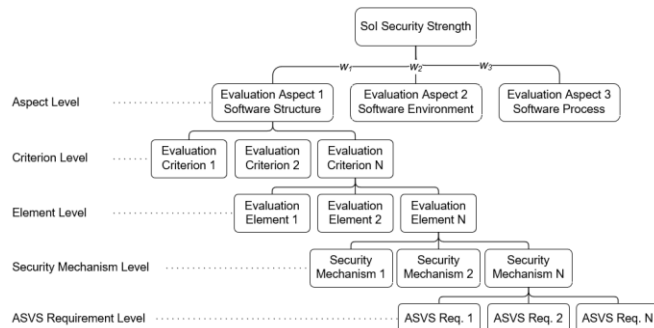 SoI Security Strength
w₁
w₂
w₃
Aspect Level
Evaluation Aspect 1
Software Structure
Evaluation Aspect 2
Software Environment
Evaluation Aspect 3
Software Process
Criterion Level
Evaluation
Criterion 1
Evaluation
Criterion 2
Evaluation
Criterion N
Element Level
Evaluation
Element 1
Evaluation
Element 2
Evaluation
Element N
Security Mechanism Level
Security
Mechanism 1
Security
Mechanism 2
Security
Mechanism N
ASVS Requirement Level
ASVS Req. 1
ASVS Req. 2
ASVS Req. N